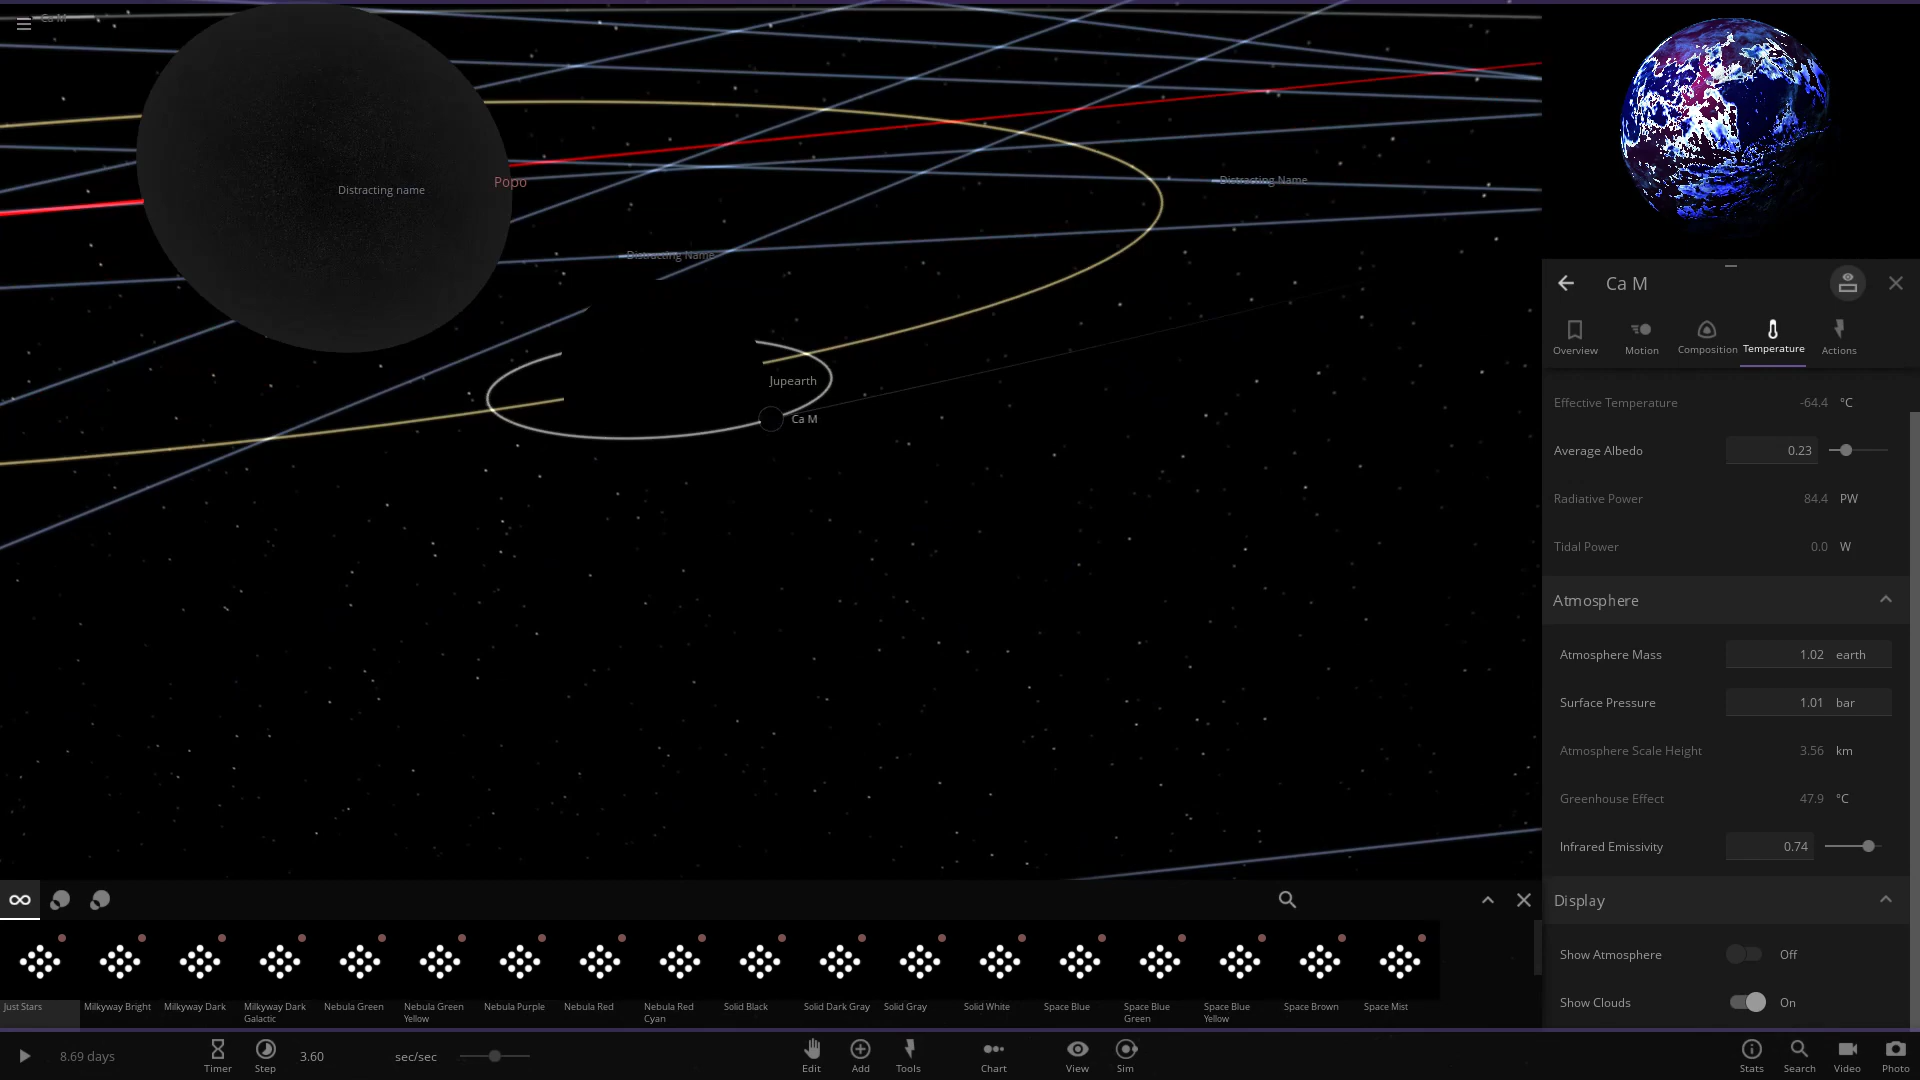 Ca M
Distracting name
Popo
Distracting Name
Distracting Name
Jupearth
Ca M
Ca M
Overview
Motion
Composition
Temperature
Actions
Effective Temperature -64.4 °C
Average Albedo 0.23
Radiative Power 84.4 PW
Tidal Power 0.0 W
Atmosphere
Atmosphere Mass 1.02 earth
Surface Pressure 1.01 bar
Atmosphere Scale Height 3.56 km
Greenhouse Effect 47.9 °C
Infrared Emissivity 0.74
Display
Show Atmosphere Off
Show Clouds On
Just Stars
Milkyway Bright
Milkyway Dark
Milkyway Dark
Galactic
Nebula Green
Nebula Green
Yellow
Nebula Purple
Nebula Red
Nebula Red
Cyan
Solid Black
Solid Dark Gray
Solid Gray
Solid White
Space Blue
Space Blue
Green
Space Blue
Yellow
Space Brown
Space Mist
8.69 days
Timer
Step
3.60 sec/sec
Edit
Add
Tools
Chart
View
Sim
Stats
Search
Video
Photo